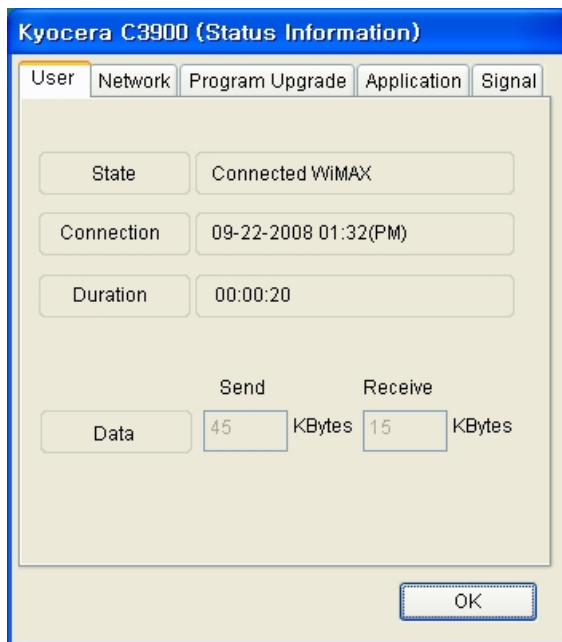 Kyocera C3900 (Status Information)
User Network Program Upgrade Application Signal
State Connected WiMAX
Connection 09-22-2008 01:32(PM)
Duration 00:00:20
Send Receive
Data 45 KBytes 15 KBytes
OK